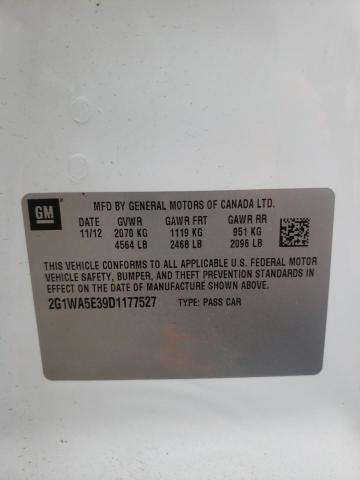 GM
MFD BY GENERAL MOTORS OF CANADA LTD.
DATE GVWR GAWR FRT GAWR RR
11/12 2070 KG 1119 KG 951 KG
4564 LB 2468 LB 2096 LB
THIS VEHICLE CONFORMS TO ALL APPLICABLE U.S. FEDERAL MOTOR
VEHICLE SAFETY, BUMPER, AND THEFT PREVENTION STANDARDS IN
EFFECT ON THE DATE OF MANUFACTURE SHOWN ABOVE.
2G1WA5E39D1177527 TYPE: PASS CAR